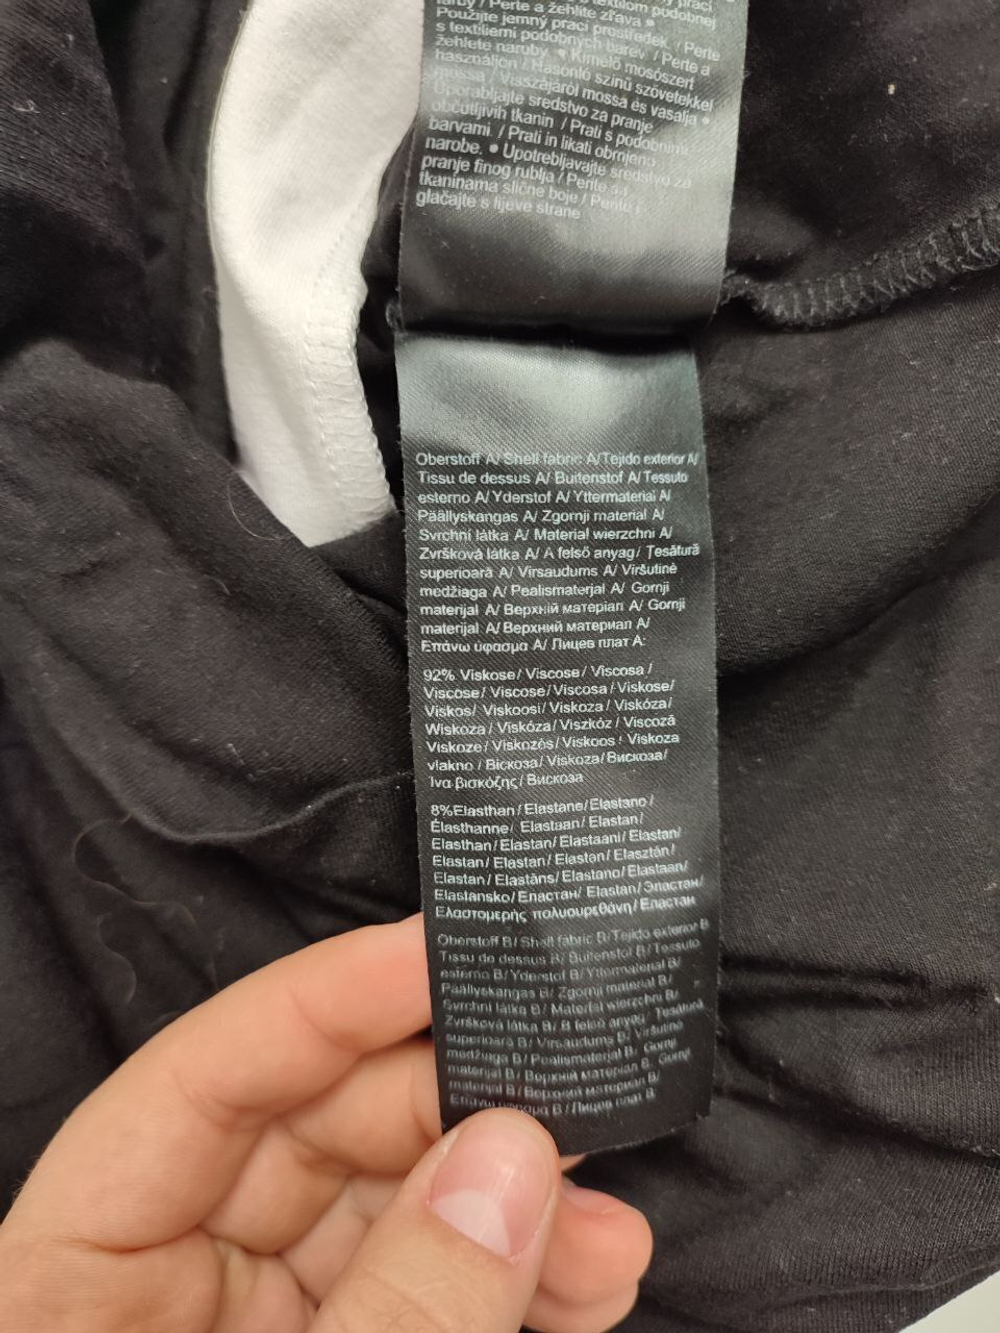 farby / Perte a žehlite zľava •
Použijte jemný prací prostředek. / Perte
s textiliemi podobných barev. / Perte a
žehlete naruby. • Kímélő mosószert
használjon / Hasonló színű szövetekkel
mossa / Visszájáról mossa és vasalja •
Uporabljajte sredstvo za pranje
občutljivih tkanin / Prati s podobnimi
barvami. / Prati in likati obrnjeno
narobe. • Upotrebljavajte sredstvo za
pranje finog rublja / Perite s
tkaninama slične boje / Perite i
glačajte s lijeve strane
Oberstoff A/ Shell fabric A/Tejido exterior A/
Tissu de dessus A/ Buitenstof A/Tessuto
esterno A/ Yderstof A/ Yttermaterial A/
Päällyskangas A/ Zgornji material A/
Svrchní látka A/ Material wierzchni A/
Zvršková látka A/ A felső anyag/ Ţesătură
superioară A/ Virsaudums A/ Viršutinė
medžiaga A/ Pealismaterjal A/ Gornji
materijal A/ Верхній матеріал A/ Gornji
materijal A/ Верхний материал A/
Επάνω ύφασμα A/ Лицев плат A:
92% Viskose/ Viscose/ Viscosa /
Viscose/ Viscose/Viscosa / Viskose/
Viskos/ Viskoosi/ Viskoza / Viskóza/
Wiskoza / Viskóza/ Viszkóz / Viscoză
Viskoze / Viskozės/ Viskoos / Viskoza
vlakno / Віскоза/ Viskoza/ Вискоза/
Ίνα βισκόζης/ Вискоза
8%Elasthan/ Elastane/Elastano /
Élasthanne/ Elastaan/ Elastan/
Elasthan/ Elastan/ Elastaani/ Elastan/
Elastan/ Elastan/ Elastan/ Elasztán/
Elastan/ Elastāns/ Elastano/ Elastaan/
Elastansko/ Еластан/ Elastan/ Эластан/
Ελαστομερής πολυουρεθάνη/ Еластан
Oberstoff B/ Shell fabric B/Tejido exterior B
Tissu de dessus B/ Buitenstof B/Tessuto
esterno B/ Yderstof B/ Yttermaterial B/
Päällyskangas B/ Zgornji material B/
Svrchní látka B/ Material wierzchni B/
Zvršková látka B/ B felső anyag/ Ţesătură
superioară B/ Virsaudums B/ Viršutinė
medžiaga B/ Pealismaterjal B/ Gornji
materijal B/ Верхній матеріал B/ Gornji
materijal B/ Верхний материал B/
Επάνω ύφασμα B / Лицев плат B